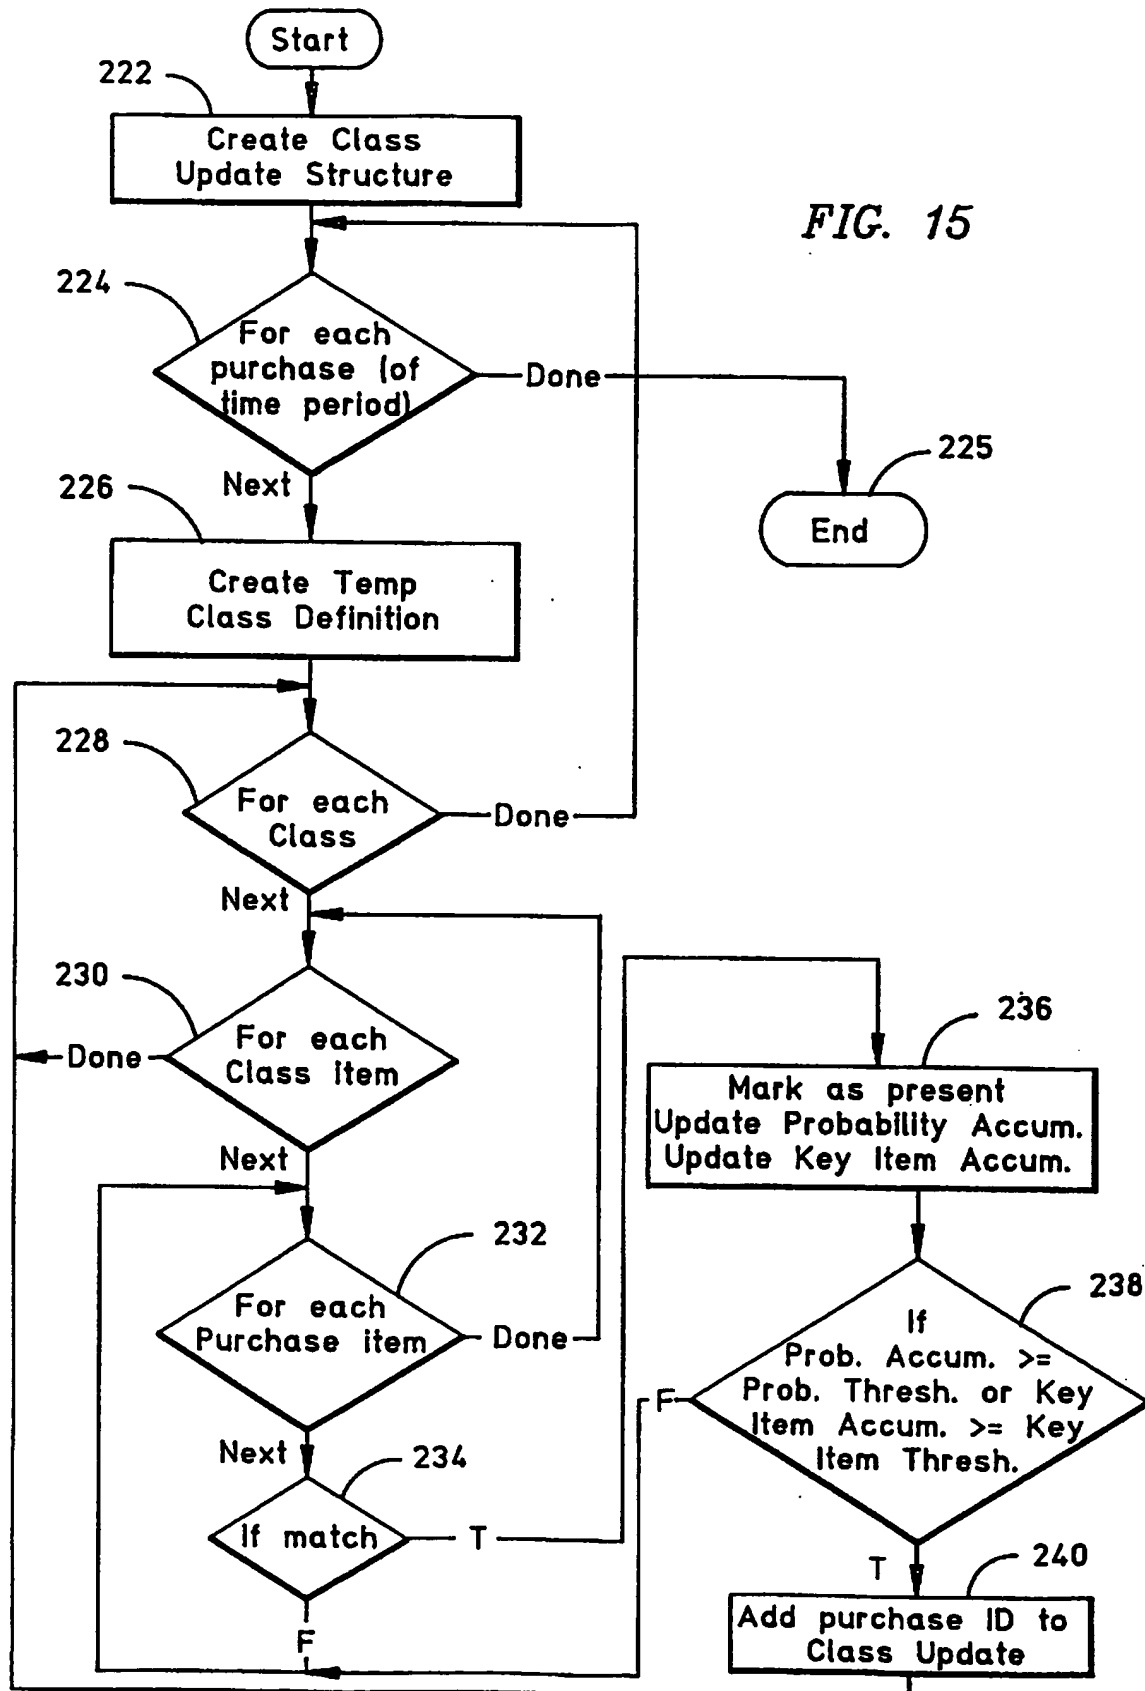 Start
222
Create Class
Update Structure
FIG. 15
224
For each
purchase (of
time period)
Done
225
End
Next
226
Create Temp
Class Definition
228
For each
Class
Done
Next
230
For each
Class item
Done
Next
232
For each
Purchase item
Done
Next
234
If match
T
F
236
Mark as present
Update Probability Accum.
Update Key Item Accum.
238
If
Prob. Accum. >=
Prob. Thresh. or Key
Item Accum. >= Key
Item Thresh.
F
T
240
Add purchase ID to
Class Update